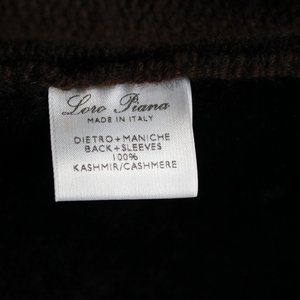 Loro Piana
MADE IN ITALY
DIETRO+MANICHE
BACK+SLEEVES
100%
KASHMIR/CASHMERE